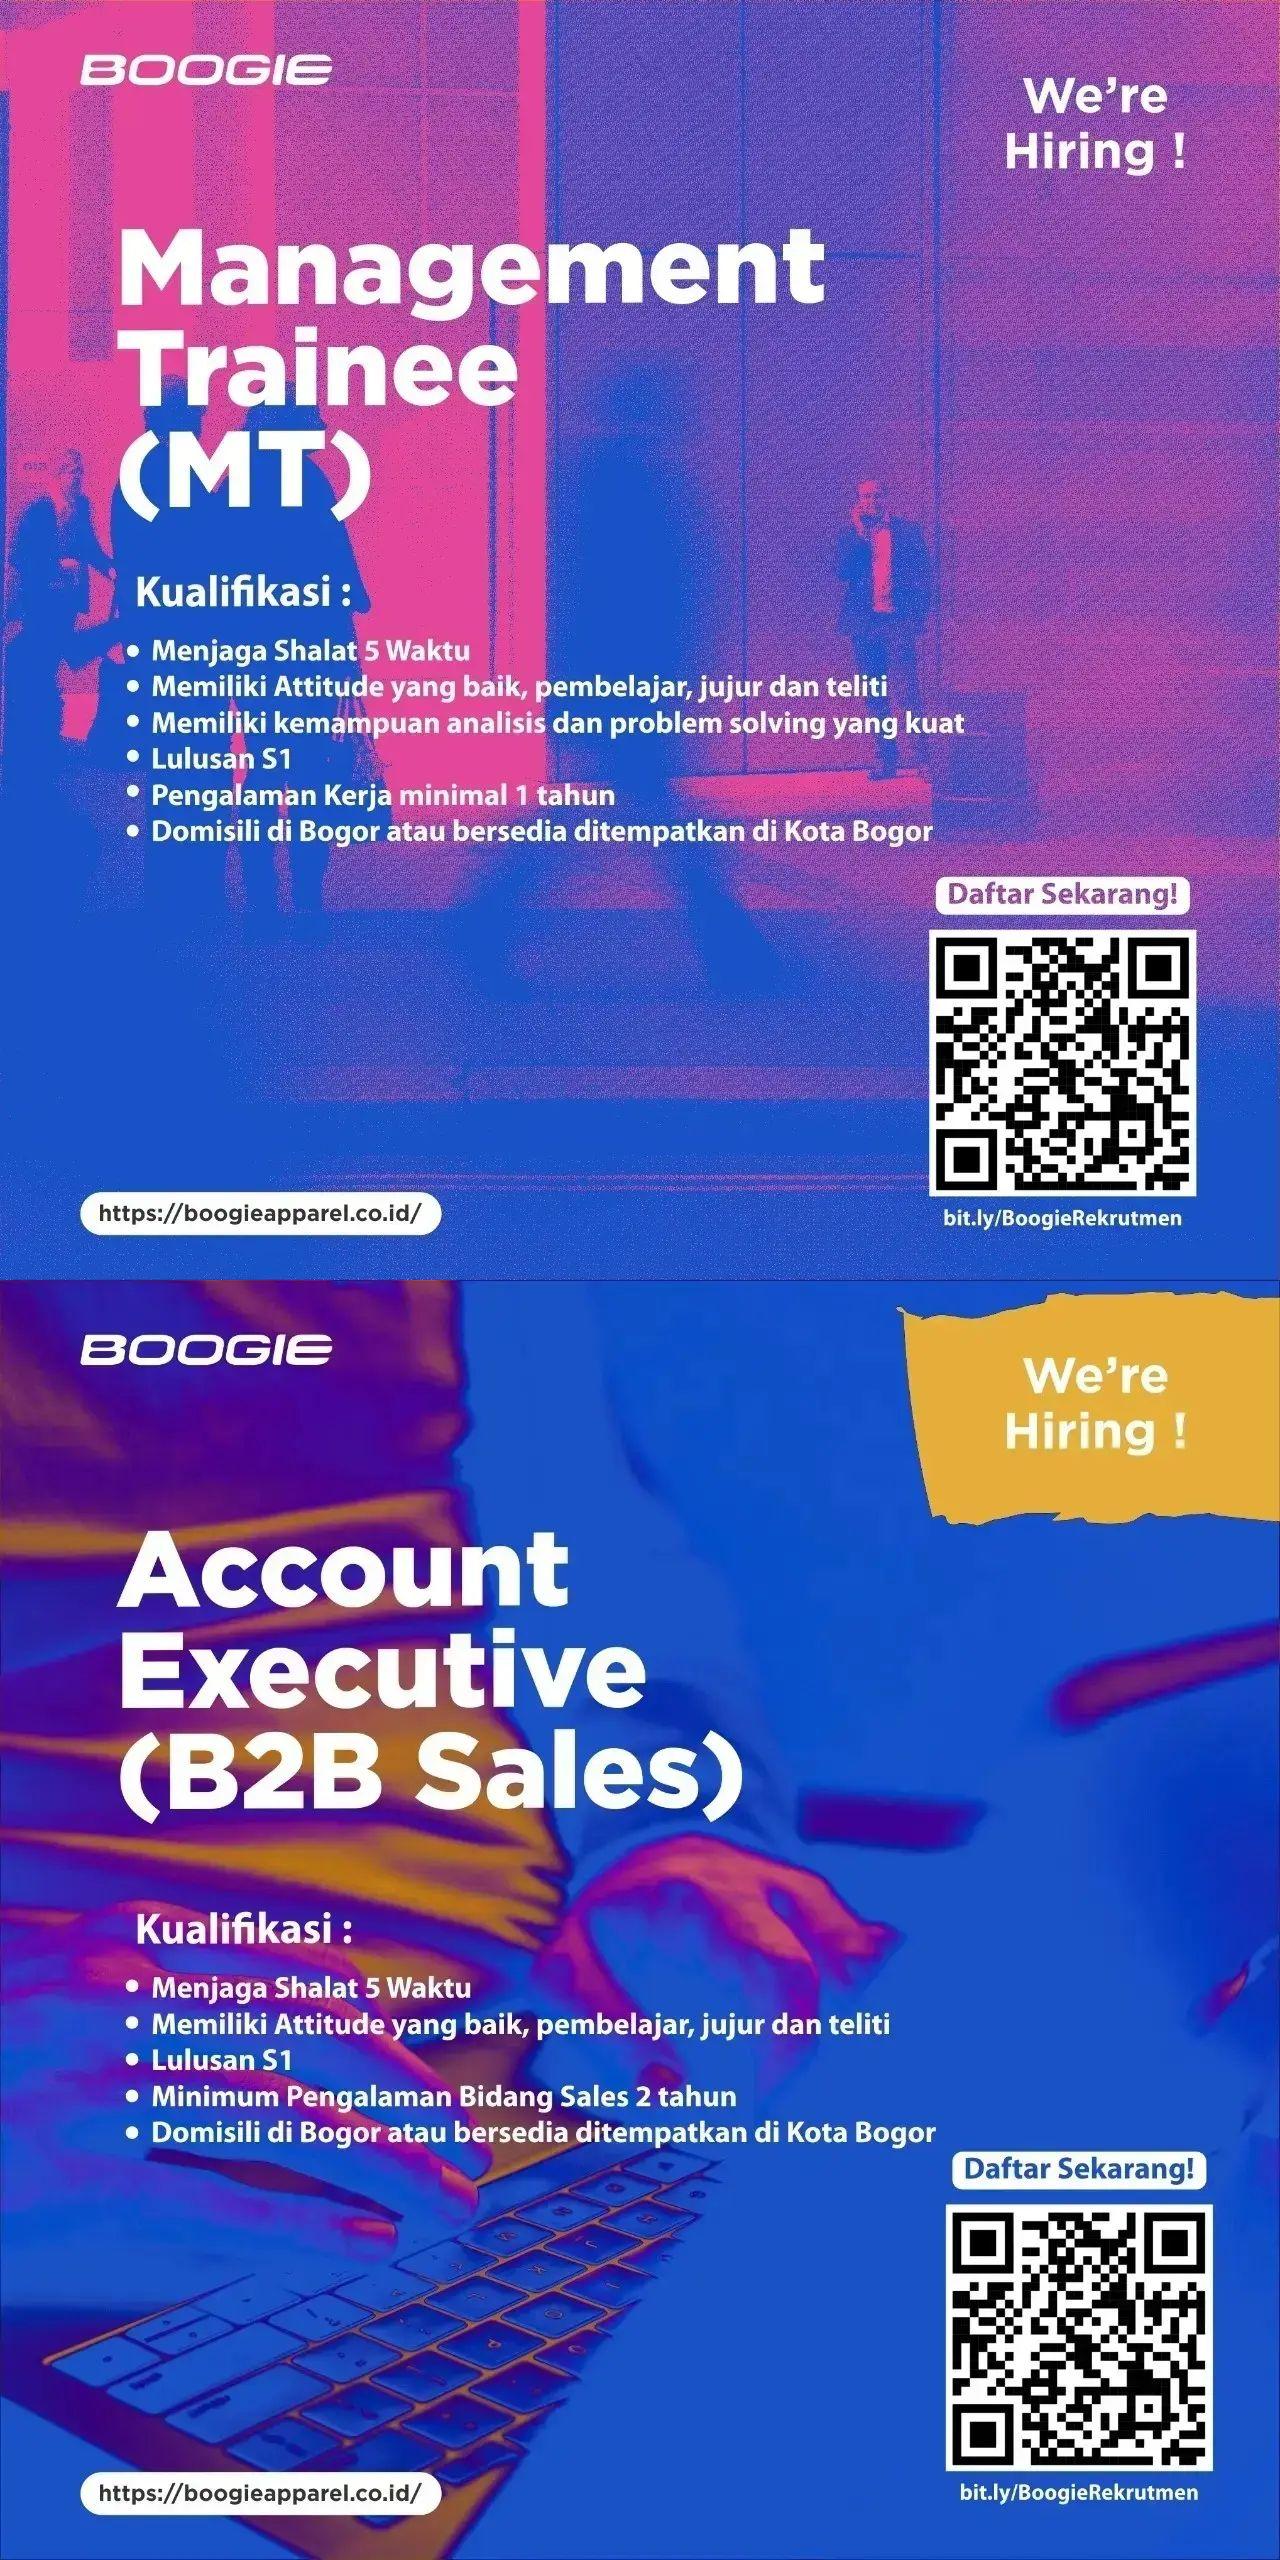 BOOGIE
We're
Hiring !
Management
Trainee
(MT)
Kualifikasi :
• Menjaga Shalat 5 Waktu
• Memiliki Attitude yang baik, pembelajar, jujur dan teliti
• Memiliki kemampuan analisis dan problem solving yang kuat
• Lulusan S1
• Pengalaman Kerja minimal 1 tahun
• Domisili di Bogor atau bersedia ditempatkan di Kota Bogor
Daftar Sekarang!
https://boogieapparel.co.id/
bit.ly/BoogieRekrutmen
BOOGIE
We're
Hiring !
Account
Executive
(B2B Sales)
Kualifikasi :
• Menjaga Shalat 5 Waktu
• Memiliki Attitude yang baik, pembelajar, jujur dan teliti
• Lulusan S1
• Minimum Pengalaman Bidang Sales 2 tahun
• Domisili di Bogor atau bersedia ditempatkan di Kota Bogor
Daftar Sekarang!
https://boogieapparel.co.id/
bit.ly/BoogieRekrutmen